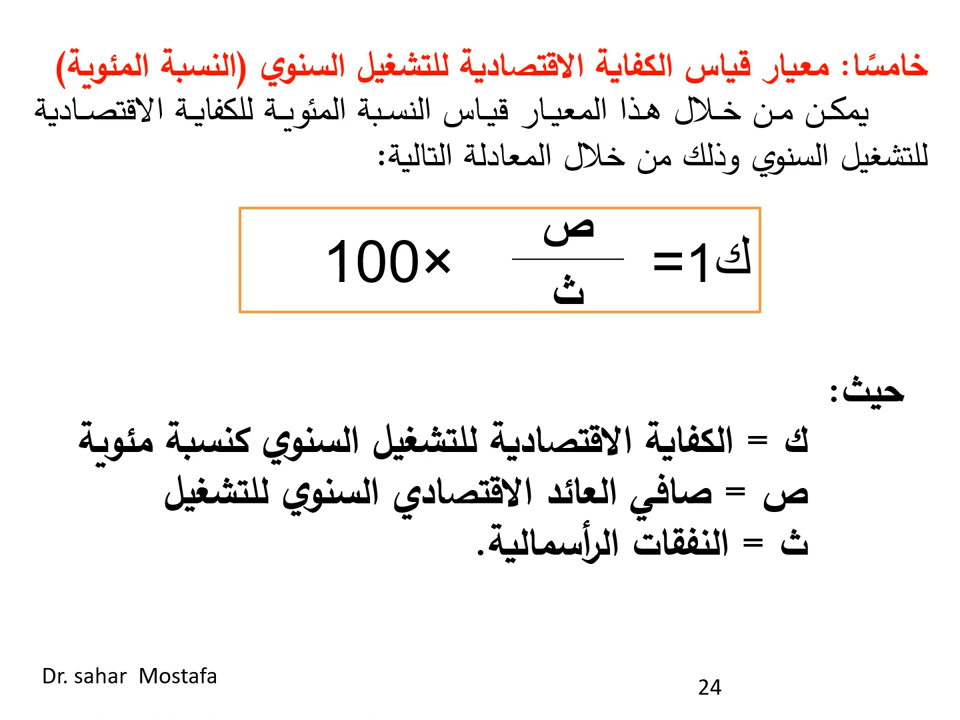 خامسًا: معيار قياس الكفاية الاقتصادية للتشغيل السنوي (النسبة المئوية)
يمكن من خلال هذا المعيار قياس النسبة المئوية للكفاية الاقتصادية
للتشغيل السنوي وذلك من خلال المعادلة التالية:
ص
ك1= ×100
ث
حيث:
ك = الكفاية الاقتصادية للتشغيل السنوي كنسبة مئوية
ص = صافي العائد الاقتصادي السنوي للتشغيل
ث = النفقات الرأسمالية.
Dr. sahar Mostafa
24